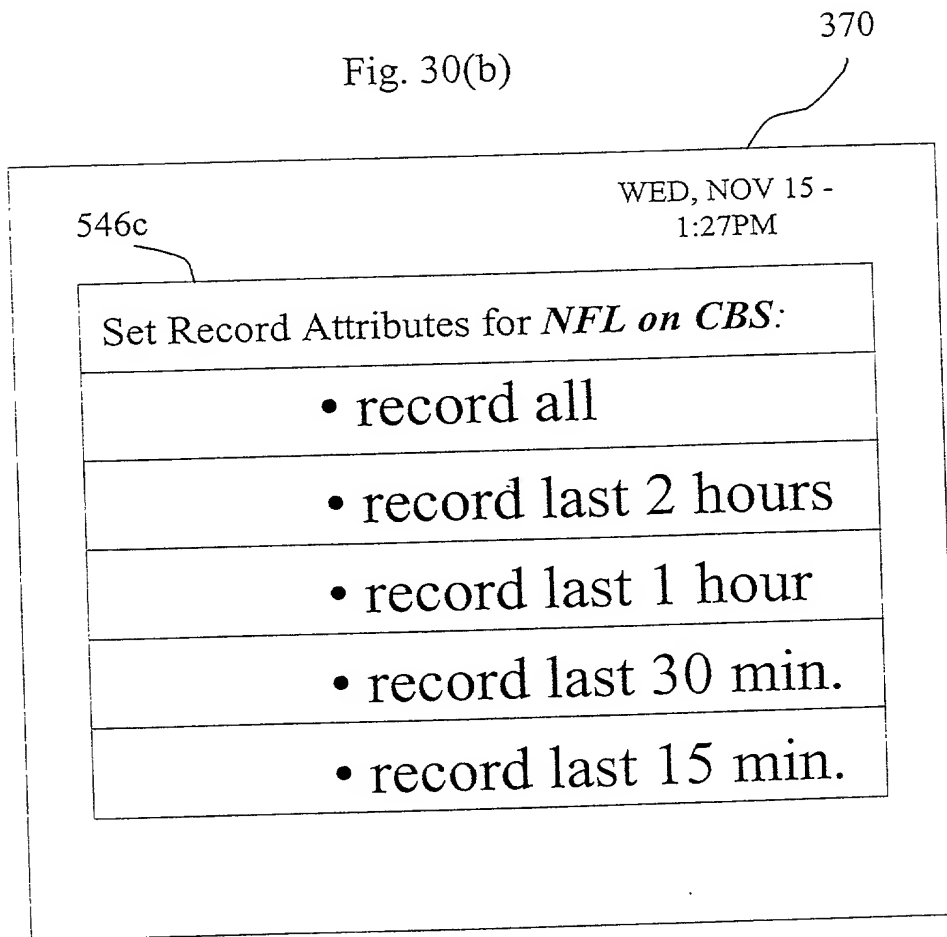 370
Fig. 30(b)
WED, NOV 15 -
1:27PM
546c
Set Record Attributes for NFL on CBS:
• record all
• record last 2 hours
• record last 1 hour
• record last 30 min.
• record last 15 min.